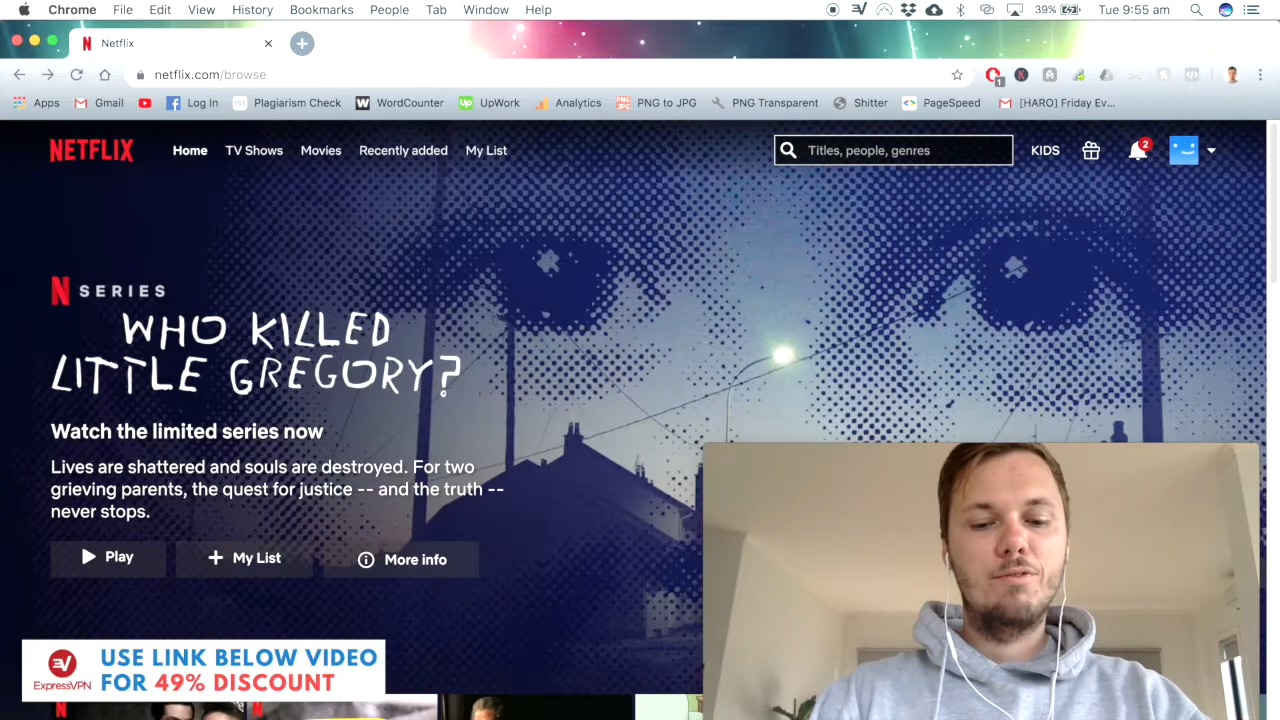 Chrome File Edit View History Bookmarks People Tab Window Help 39% Tue 9:55 am
Netflix
netflix.com/browse 1
Apps Gmail Log In Plagiarism Check WordCounter UpWork Analytics PNG to JPG PNG Transparent Shitter PageSpeed [HARO] Friday Ev...
NETFLIX Home TV Shows Movies Recently added My List Titles, people, genres KIDS 2
N SERIES
WHO KILLED
LITTLE GREGORY?
Watch the limited series now
Lives are shattered and souls are destroyed. For two
grieving parents, the quest for justice -- and the truth --
never stops.
Play My List More info
USE LINK BELOW VIDEO
ExpressVPN FOR 49% DISCOUNT